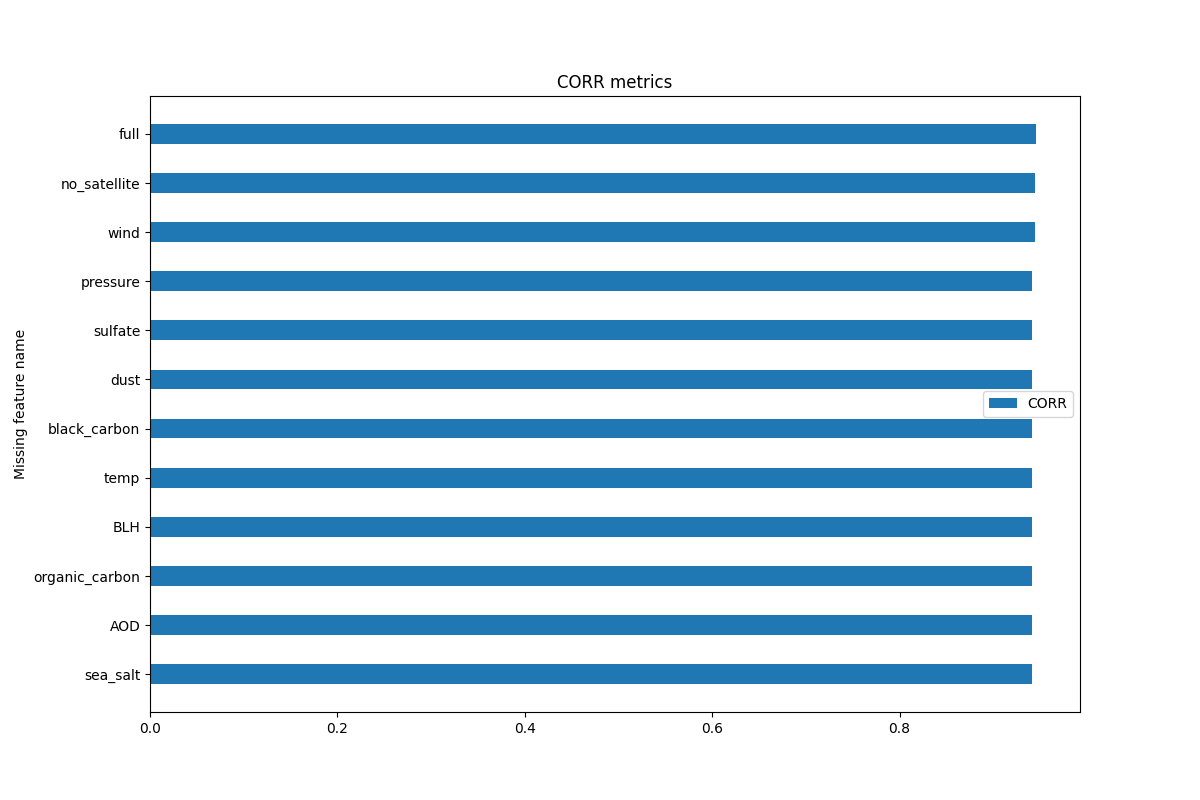 CORR metrics
Missing feature name
full
no_satellite
wind
pressure
sulfate
dust
black_carbon
temp
BLH
organic_carbon
AOD
sea_salt
CORR
0.0 0.2 0.4 0.6 0.8